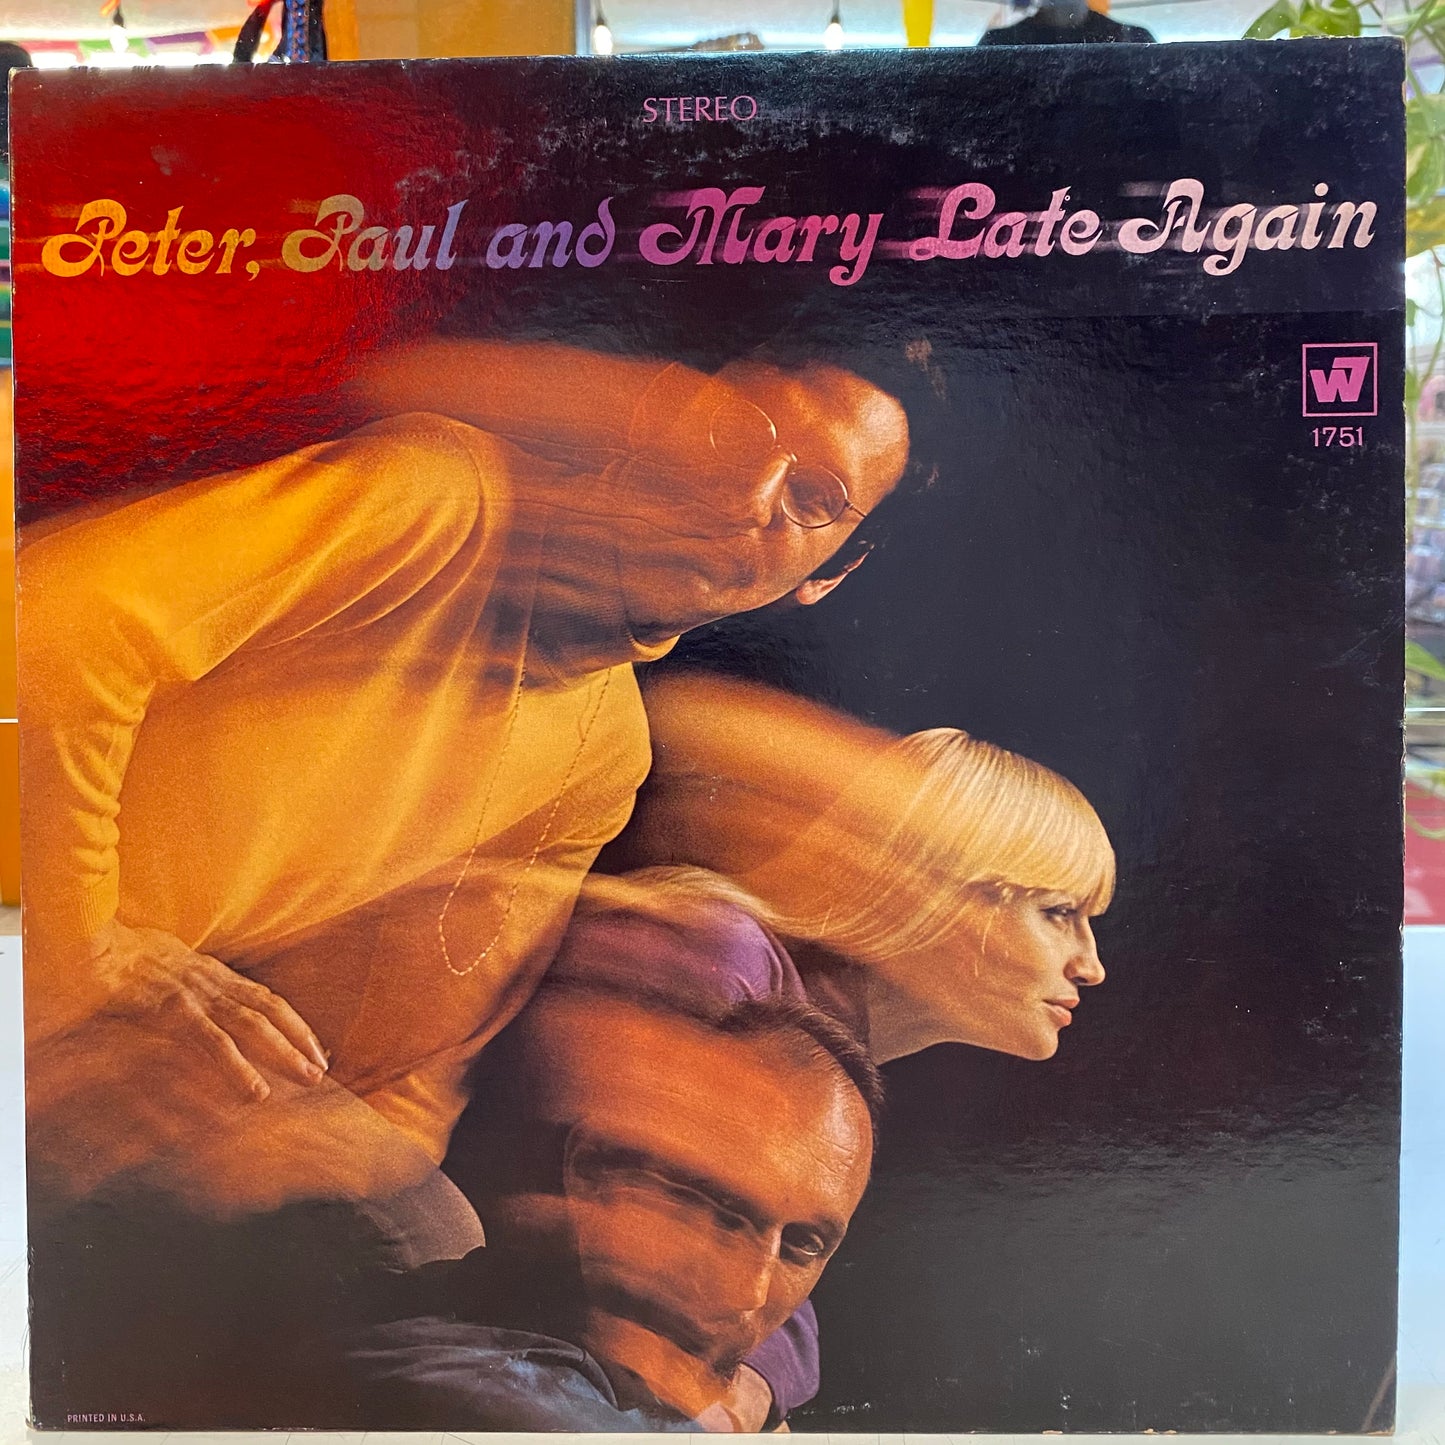 STEREO
Peter, Paul and Mary Late Again
W7
1751
PRINTED IN U.S.A.